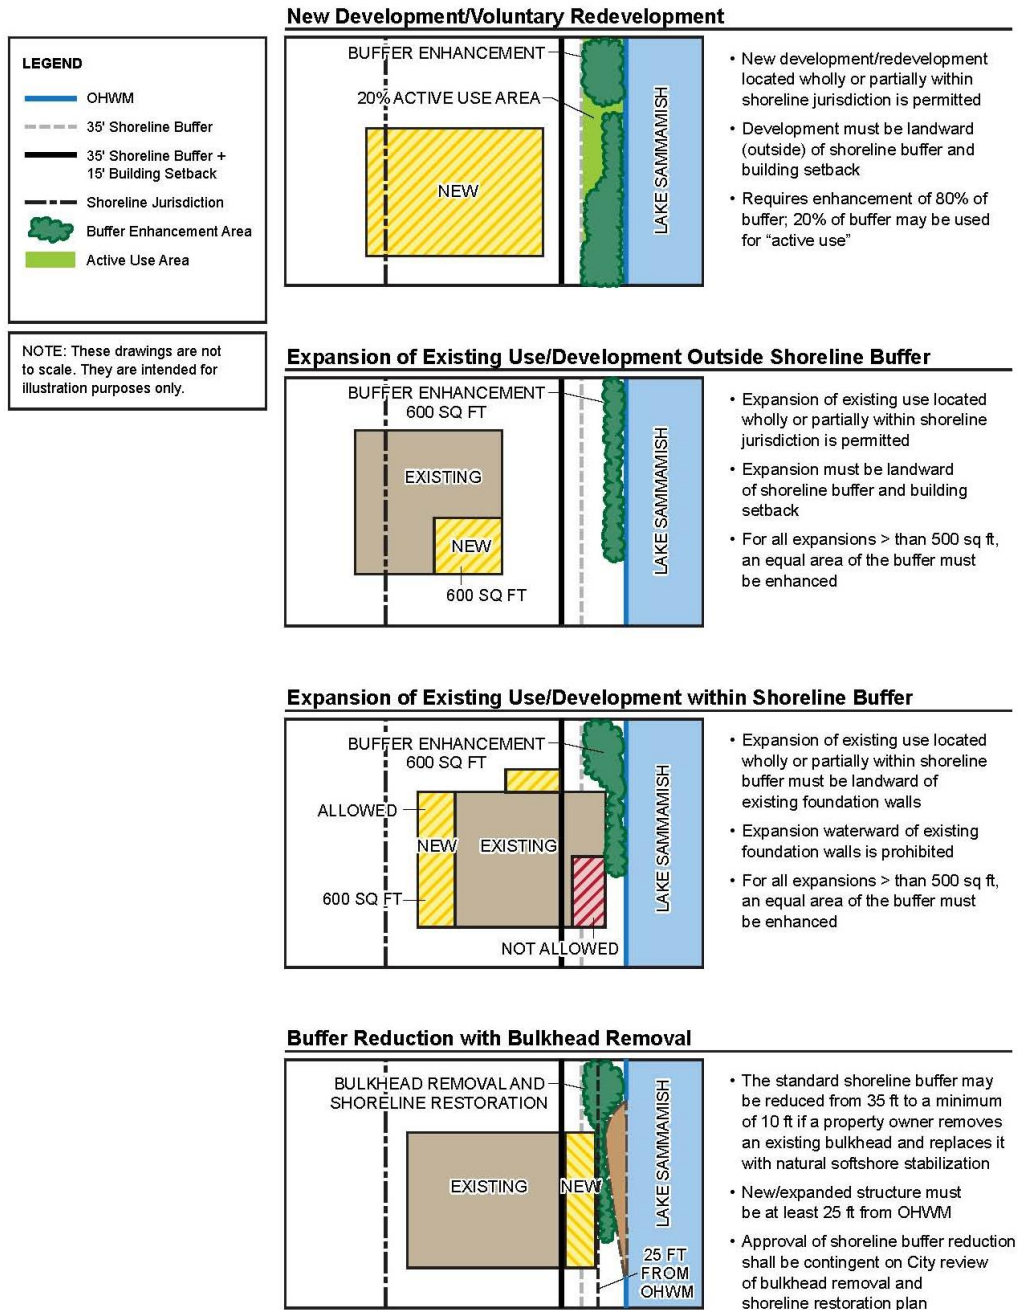 LEGEND
OHWM
35' Shoreline Buffer
35' Shoreline Buffer +
15' Building Setback
Shoreline Jurisdiction
Buffer Enhancement Area
Active Use Area
NOTE: These drawings are not
to scale. They are intended for
illustration purposes only.
New Development/Voluntary Redevelopment
BUFFER ENHANCEMENT
20% ACTIVE USE AREA
NEW
LAKE SAMMAMISH
• New development/redevelopment
located wholly or partially within
shoreline jurisdiction is permitted
• Development must be landward
(outside) of shoreline buffer and
building setback
• Requires enhancement of 80% of
buffer; 20% of buffer may be used
for “active use”
Expansion of Existing Use/Development Outside Shoreline Buffer
BUFFER ENHANCEMENT
600 SQ FT
EXISTING
NEW
600 SQ FT
LAKE SAMMAMISH
• Expansion of existing use located
wholly or partially within shoreline
jurisdiction is permitted
• Expansion must be landward
of shoreline buffer and building
setback
• For all expansions > than 500 sq ft,
an equal area of the buffer must
be enhanced
Expansion of Existing Use/Development within Shoreline Buffer
BUFFER ENHANCEMENT
600 SQ FT
ALLOWED
NEW
EXISTING
600 SQ FT
NOT ALLOWED
LAKE SAMMAMISH
• Expansion of existing use located
wholly or partially within shoreline
buffer must be landward of
existing foundation walls
• Expansion waterward of existing
foundation walls is prohibited
• For all expansions > than 500 sq ft,
an equal area of the buffer must
be enhanced
Buffer Reduction with Bulkhead Removal
BULKHEAD REMOVAL AND
SHORELINE RESTORATION
EXISTING
NEW
25 FT
FROM
OHWM
LAKE SAMMAMISH
• The standard shoreline buffer may
be reduced from 35 ft to a minimum
of 10 ft if a property owner removes
an existing bulkhead and replaces it
with natural softshore stabilization
• New/expanded structure must
be at least 25 ft from OHWM
• Approval of shoreline buffer reduction
shall be contingent on City review
of bulkhead removal and
shoreline restoration plan